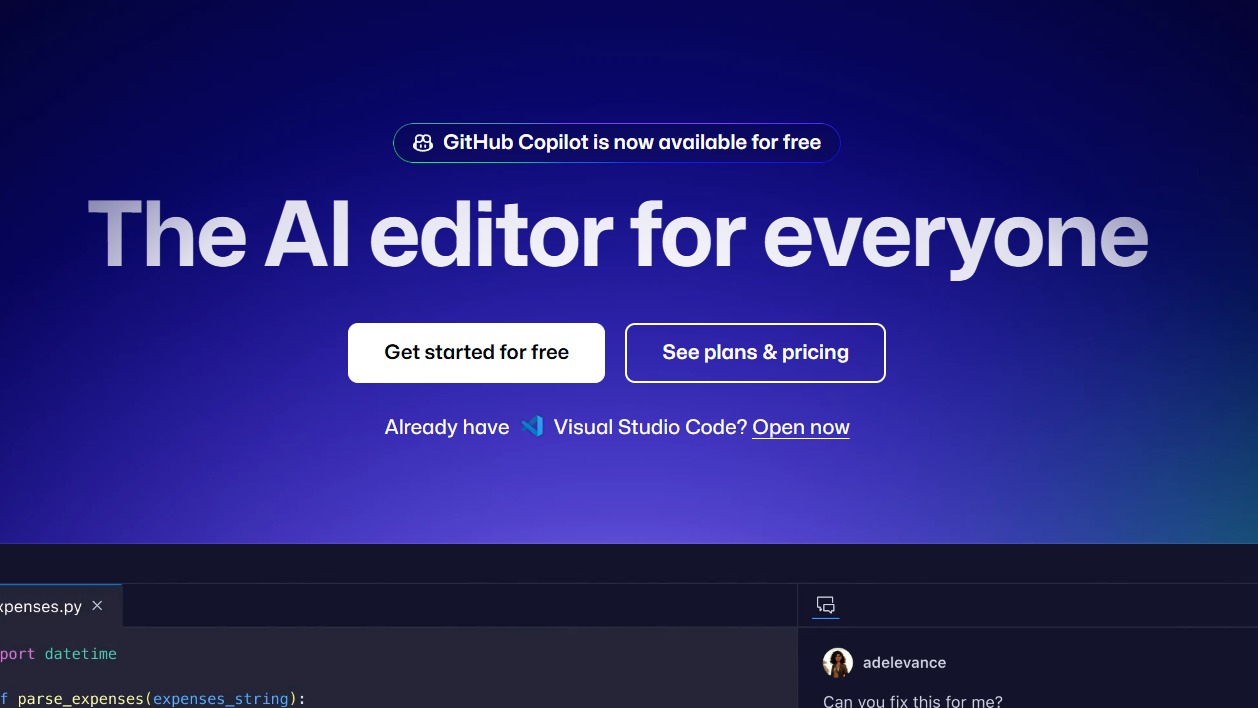 GitHub Copilot is now available for free
The AI editor for everyone
Get started for free
See plans & pricing
Already have Visual Studio Code? Open now
xpenses.py
port datetime
adelevance
f parse_expenses(expenses_string):
Can you fix this for me?